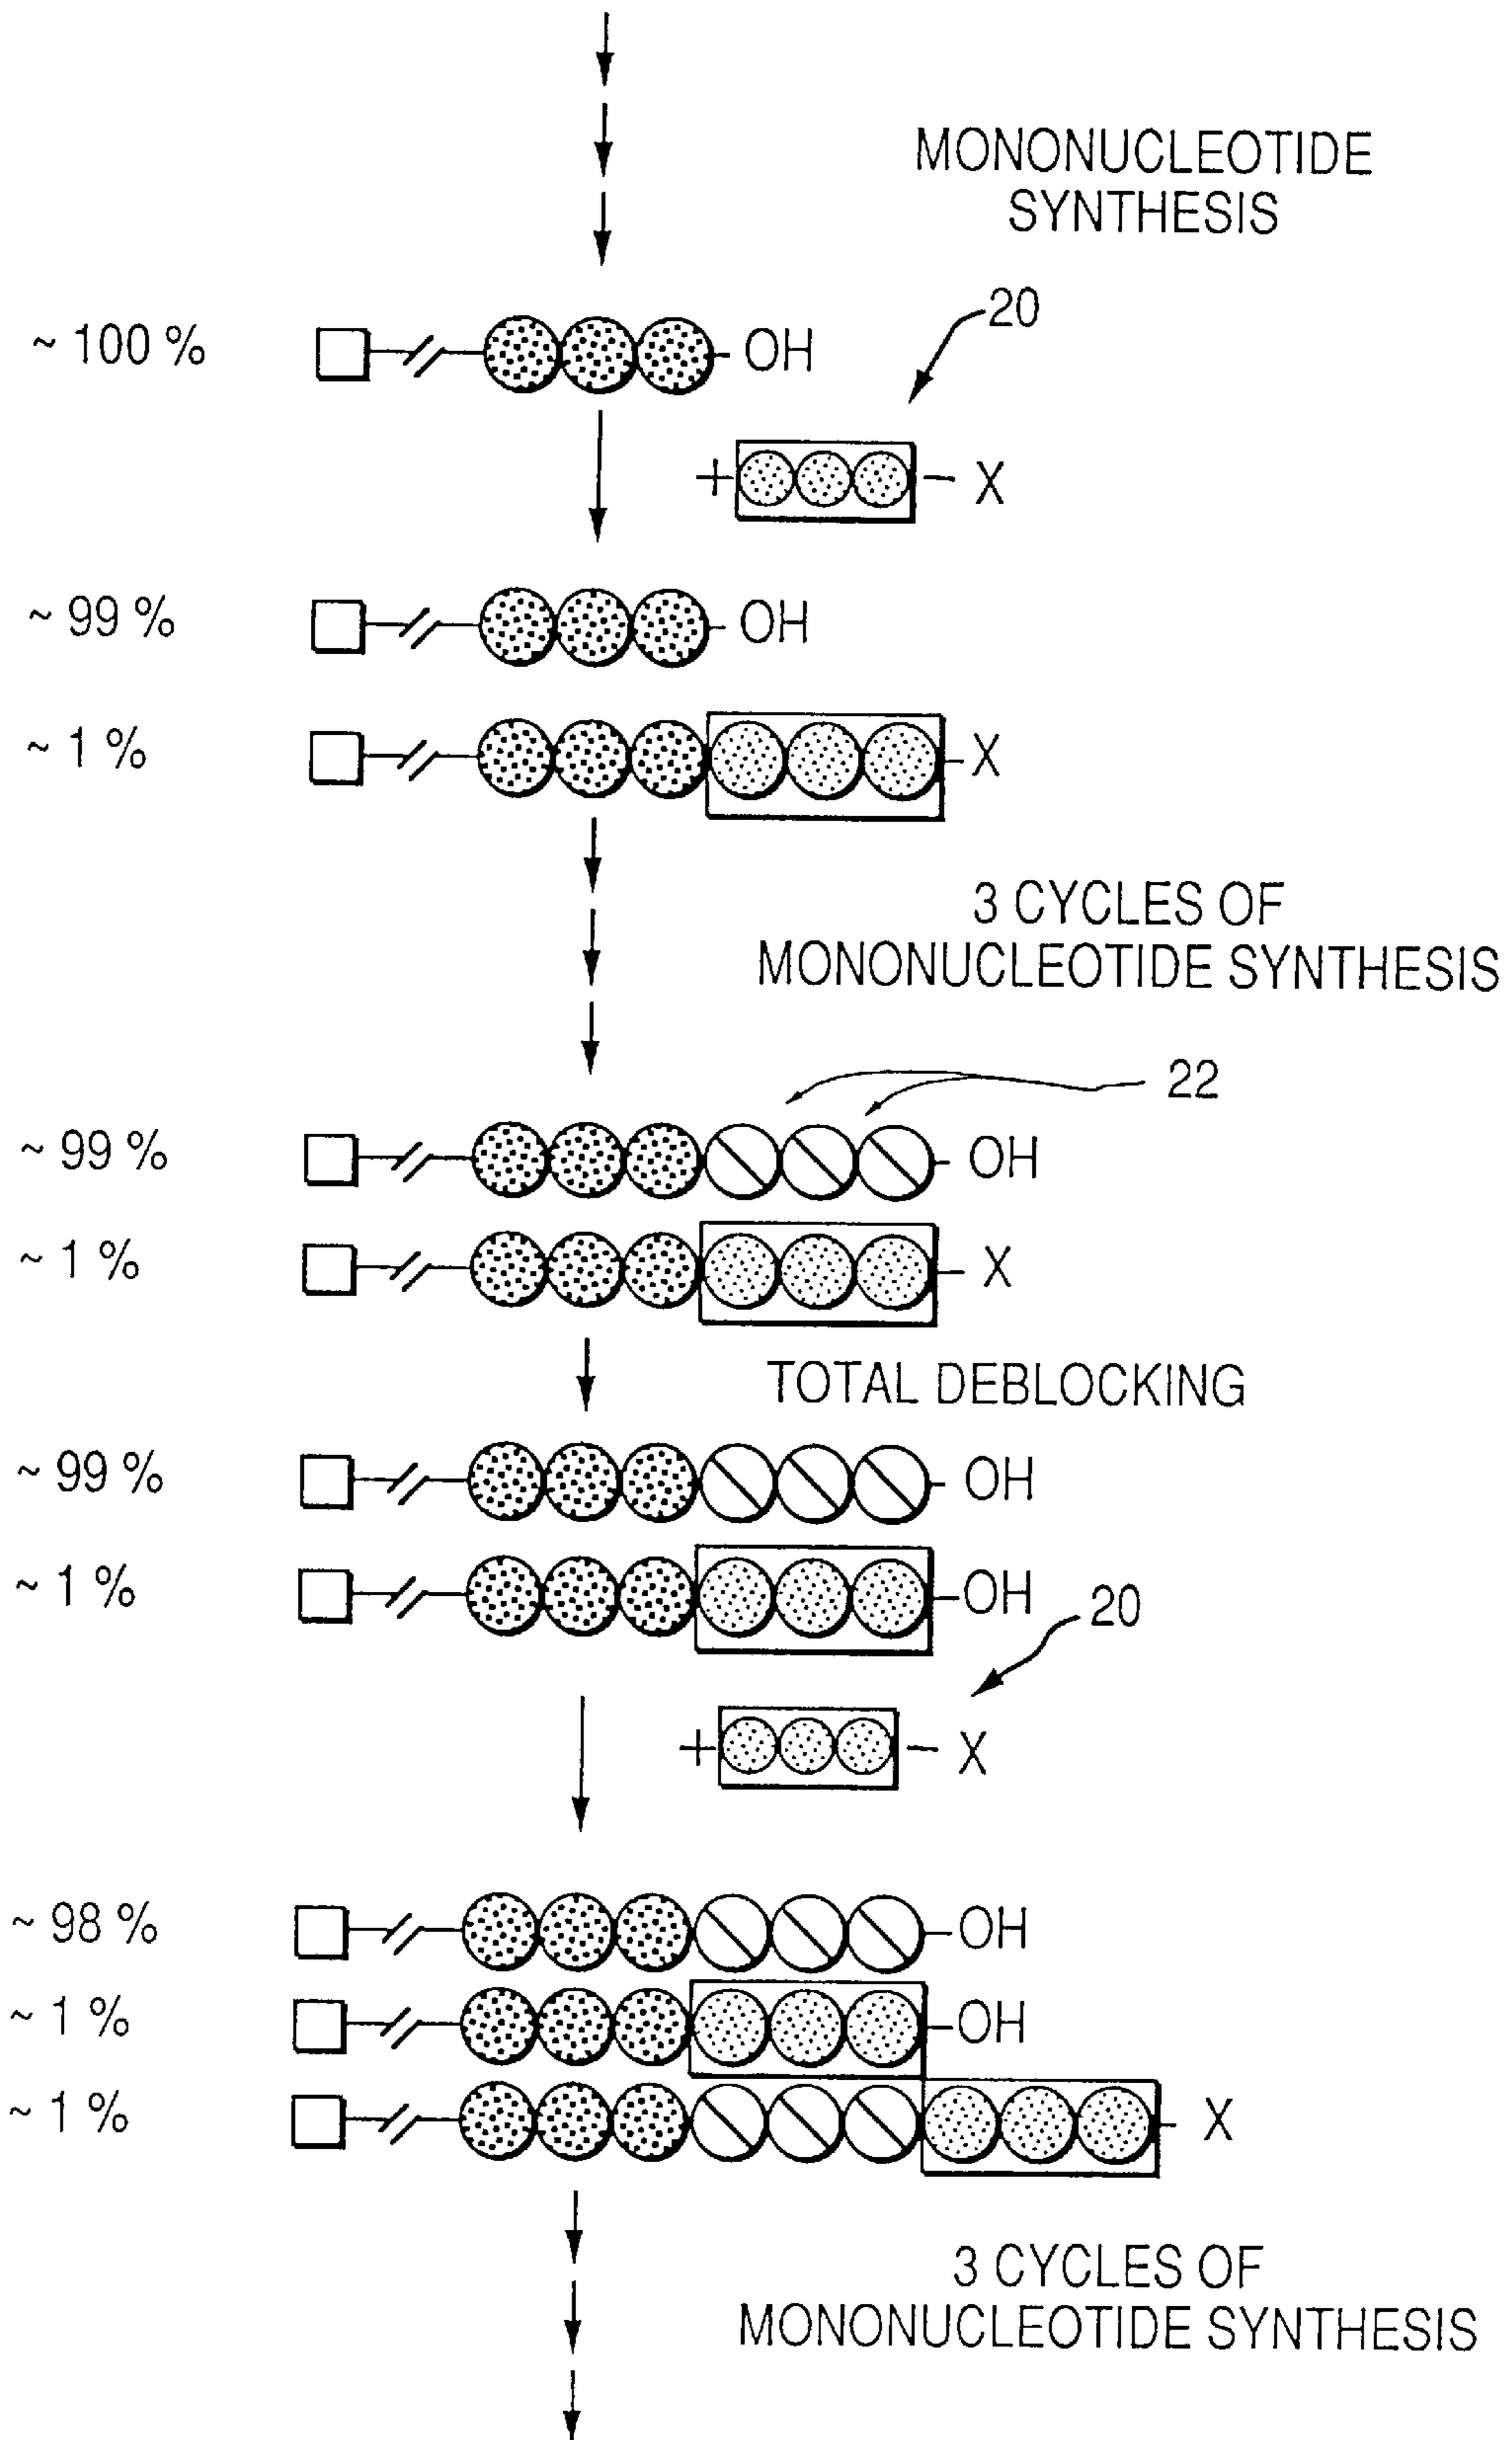 MONONUCLEOTIDE
SYNTHESIS
~ 100 %
OH
20
+
– X
~ 99 %
OH
~ 1 %
X
3 CYCLES OF
MONONUCLEOTIDE SYNTHESIS
22
~ 99 %
OH
~ 1 %
X
TOTAL DEBLOCKING
~ 99 %
OH
~ 1 %
OH
20
+
– X
~ 98 %
OH
~ 1 %
OH
~ 1 %
X
3 CYCLES OF
MONONUCLEOTIDE SYNTHESIS